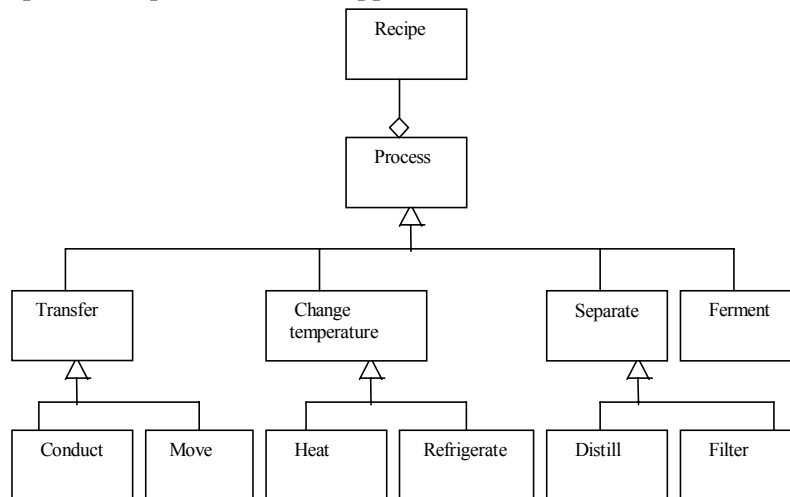 Recipe
Process
Transfer
Change
temperature
Separate
Ferment
Conduct
Move
Heat
Refrigerate
Distill
Filter